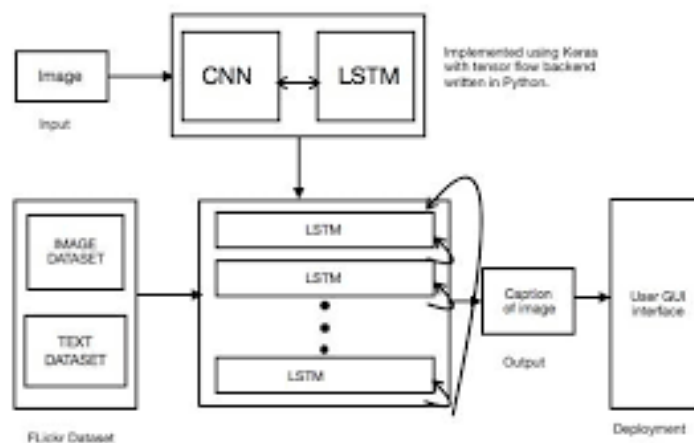 Image
Input
CNN
LSTM
Implemented using Keras
with tensor flow backend
written in Python.
IMAGE
DATASET
TEXT
DATASET
FLickr Dataset
LSTM
LSTM
LSTM
Caption
of image
Output
User GUI
interface
Deployment